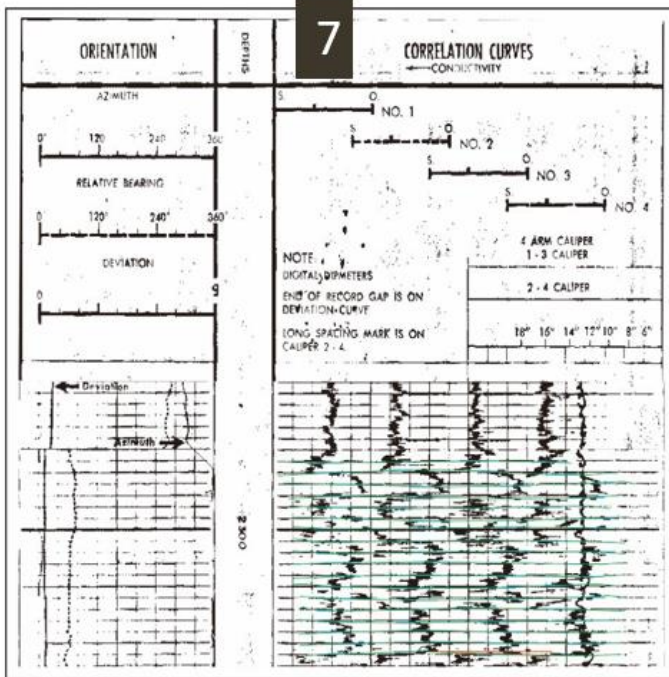 7
ORIENTATION
DEPTHS
CORRELATION CURVES
←CONDUCTIVITY
AZIMUTH
0° 120 240 360
RELATIVE BEARING
0° 120° 240° 360°
DEVIATION
0 9
S. O. NO. 1
S O. NO. 2
S. O. NO. 3
S. O. NO. 4
NOTE
DIGITAL DIPMETERS
END OF RECORD GAP IS ON
DEVIATION CURVE
LONG SPACING MARK IS ON
CALIPER 2 - 4
4 ARM CALIPER
1 - 3 CALIPER
2 - 4 CALIPER
18" 16" 14" 12" 10" 8" 6"
Deviation
Azimuth
2300